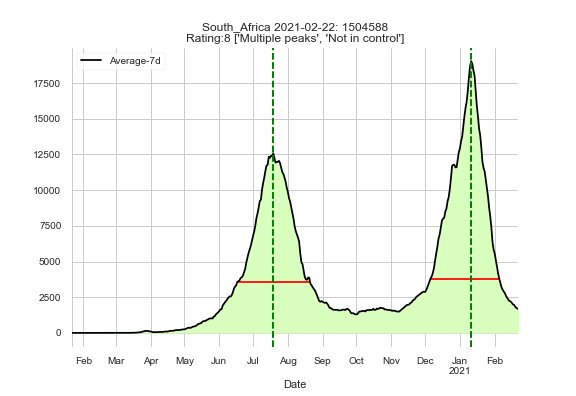 South_Africa 2021-02-22: 1504588
Rating:8 ['Multiple peaks', 'Not in control']
Average-7d
17500
15000
12500
10000
7500
5000
2500
0
Feb Mar Apr May Jun Jul Aug Sep Oct Nov Dec Jan Feb
2021
Date